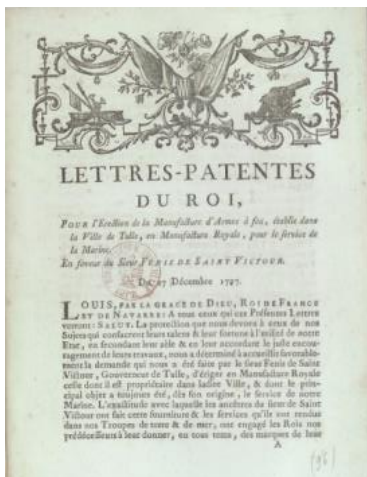 LETTRES-PATENTES
DU ROI,
POUR l'Erection de la Manufacture d'Armes à feu, établie dans
la Ville de Tulle, en Manufacture Royale, pour le service de
la Marine.
En faveur du Sieur FENIS DE SAINT VICTOUR.
Du 27 Décembre 1777.
LOUIS, PAR LA GRACE DE DIEU, ROI DE FRANCE
ET DE NAVARRE: A tous ceux qui ces Présentes Lettres
verront: SALUT. La protection que nous devons à ceux de nos
Sujets qui consacrent leurs talens & leur fortune à l'utilité de notre
Etat, en secondant leur zèle & en leur accordant le juste encou-
ragement de leurs travaux, nous a déterminé à accueillir favorable-
ment la demande qui nous a été faite par le sieur Fenis de Saint
Victour, Gouverneur de Tulle, d'ériger en Manufacture Royale
celle dont il est propriétaire dans ladite Ville, & dont le prin-
cipal objet a toujours été, dès son origine, le service de notre
Marine. L'exactitude avec laquelle les ancêtres du sieur de Saint
Victour ont fait cette fourniture & les services qu'ils ont rendus
dans nos Troupes de terre & de mer, ont engagé les Rois nos
prédécesseurs à leur donner, en tous tems, des marques de leur
A